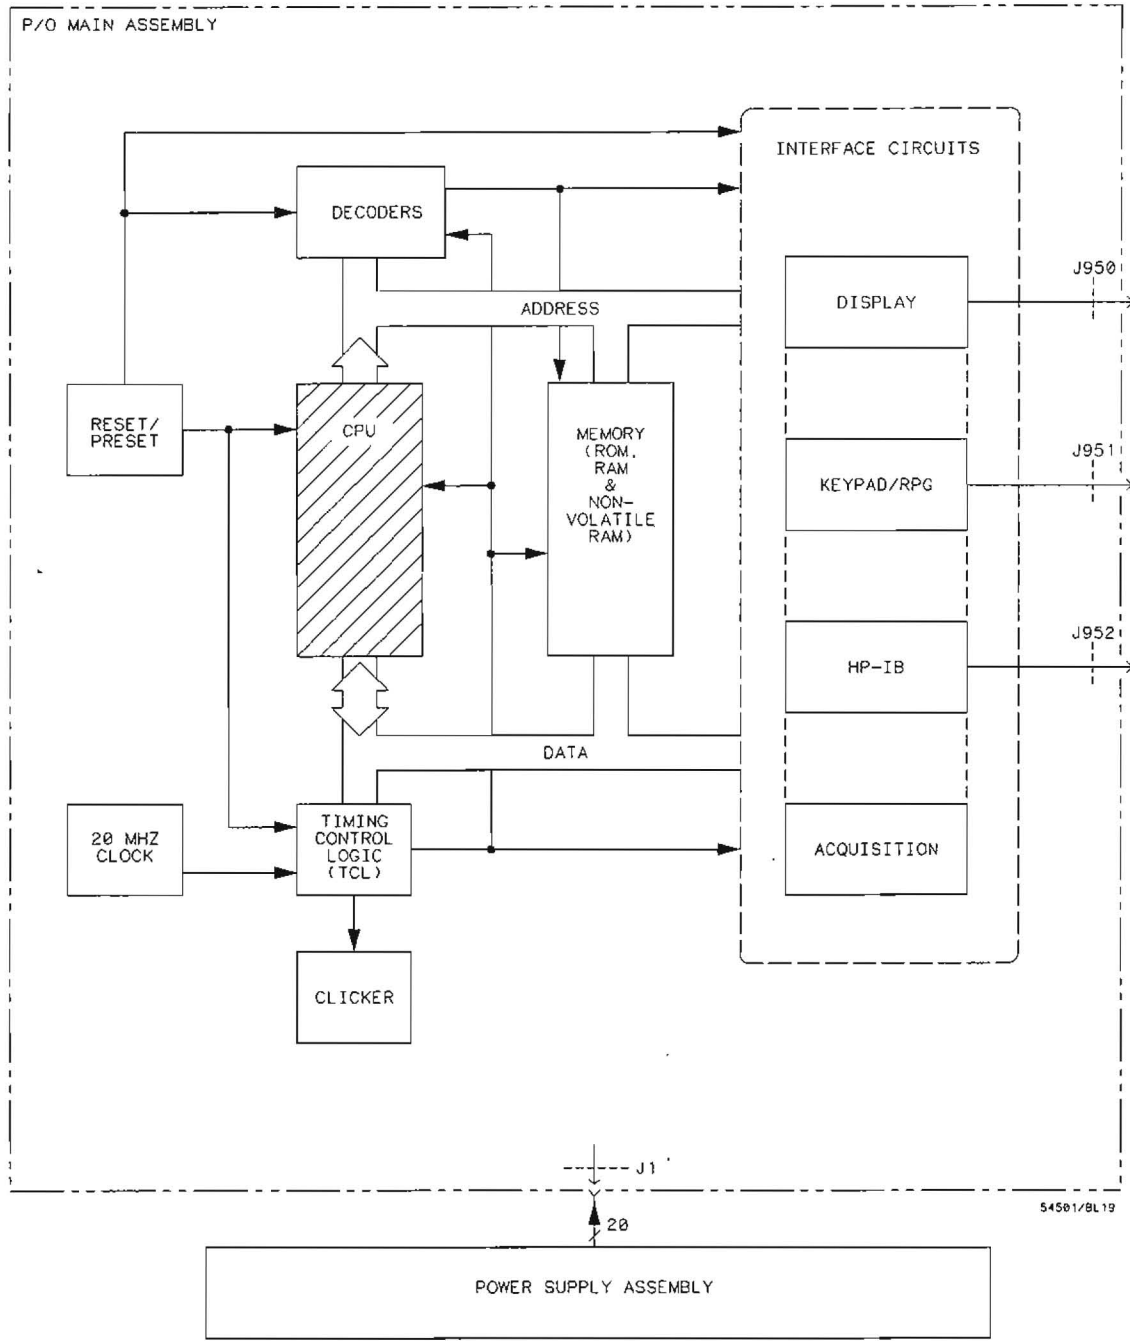 P/O MAIN ASSEMBLY
INTERFACE CIRCUITS
DECODERS
J950
DISPLAY
ADDRESS
RESET/
PRESET
CPU
MEMORY
(ROM,
RAM
&
NON-
VOLATILE
RAM)
J951
KEYPAD/RPG
J952
HP-IB
DATA
20 MHZ
CLOCK
TIMING
CONTROL
LOGIC
(TCL)
ACQUISITION
CLICKER
J1
54501/BL19
20
POWER SUPPLY ASSEMBLY